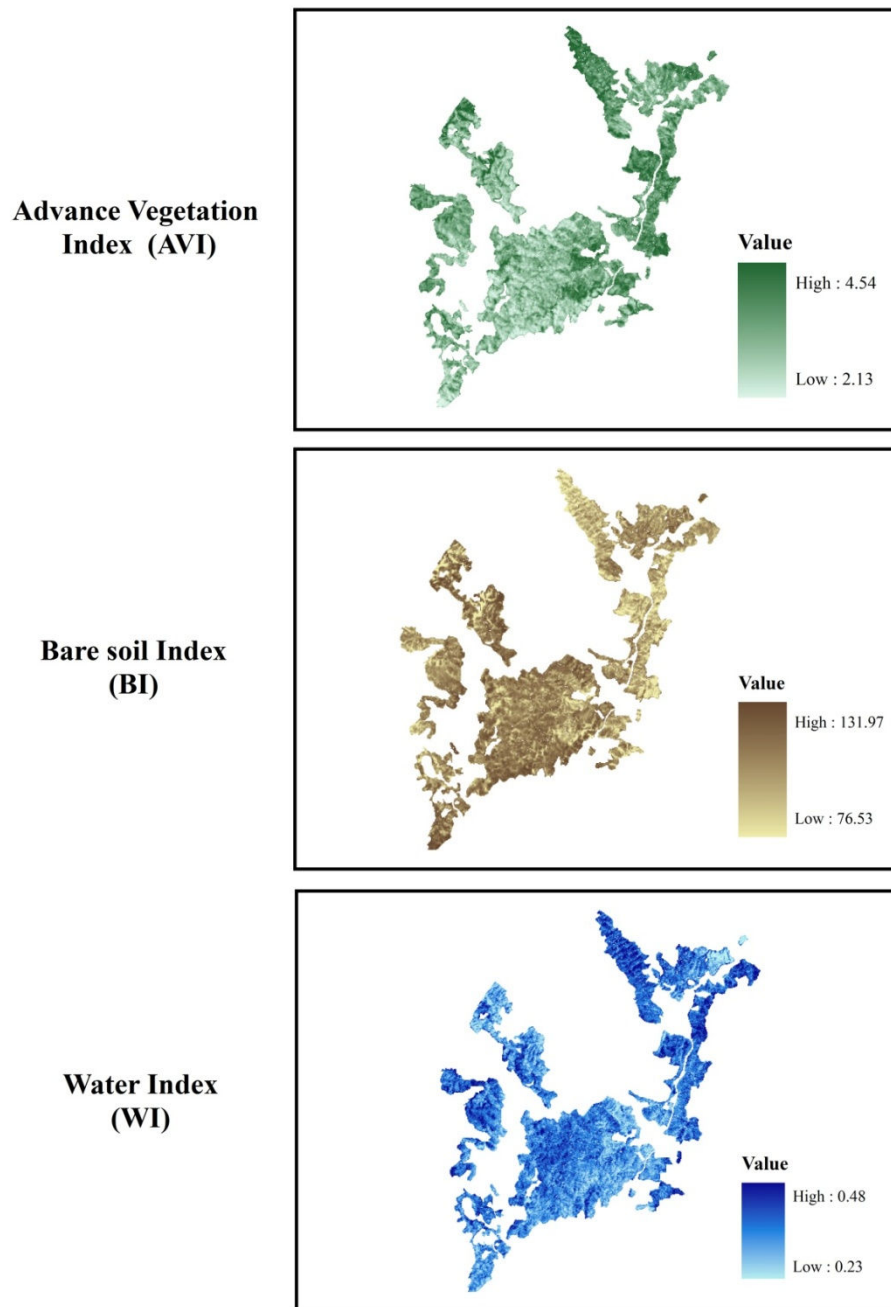 Advance Vegetation
Index (AVI)
Value
High : 4.54
Low : 2.13
Bare soil Index
(BI)
Value
High : 131.97
Low : 76.53
Water Index
(WI)
Value
High : 0.48
Low : 0.23